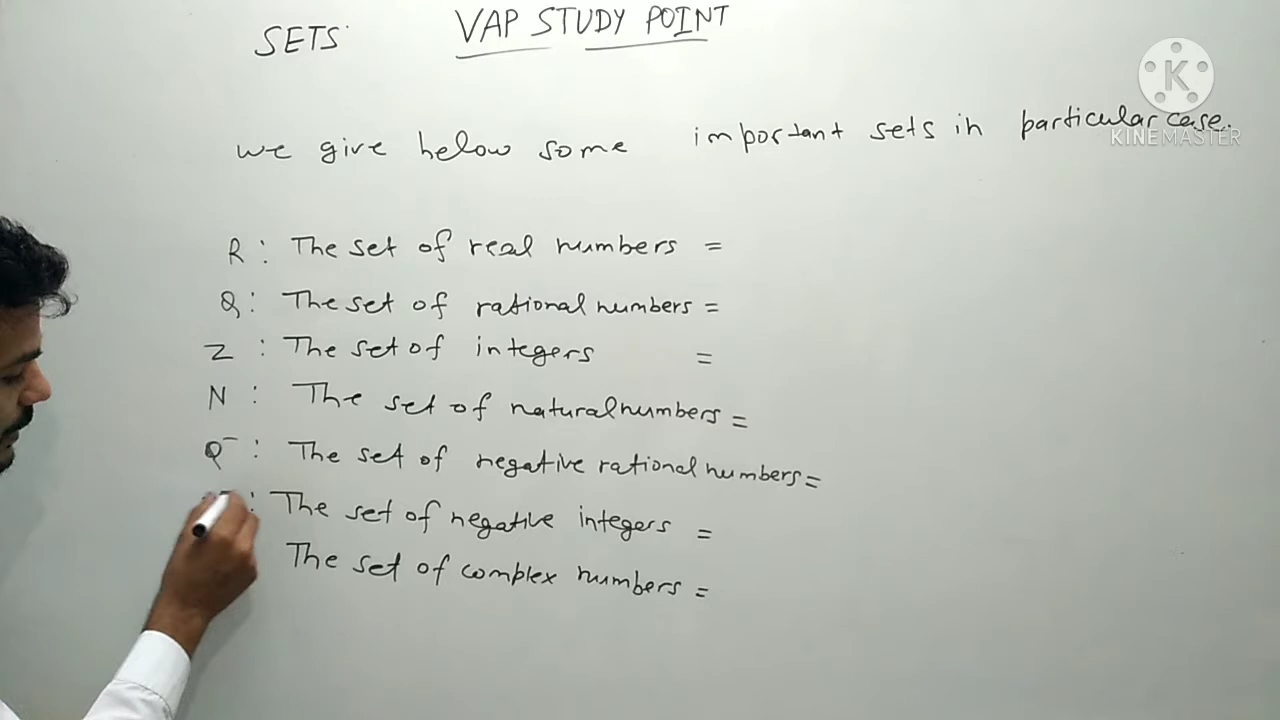 SETS VAP STUDY POINT
K
KINEMASTER
we give below some important sets in particular case.
R : The set of real numbers =
Q : The set of rational numbers =
Z : The set of integers =
N : The set of natural numbers =
Q⁻ : The set of negative rational numbers =
: The set of negative integers =
The set of complex numbers =